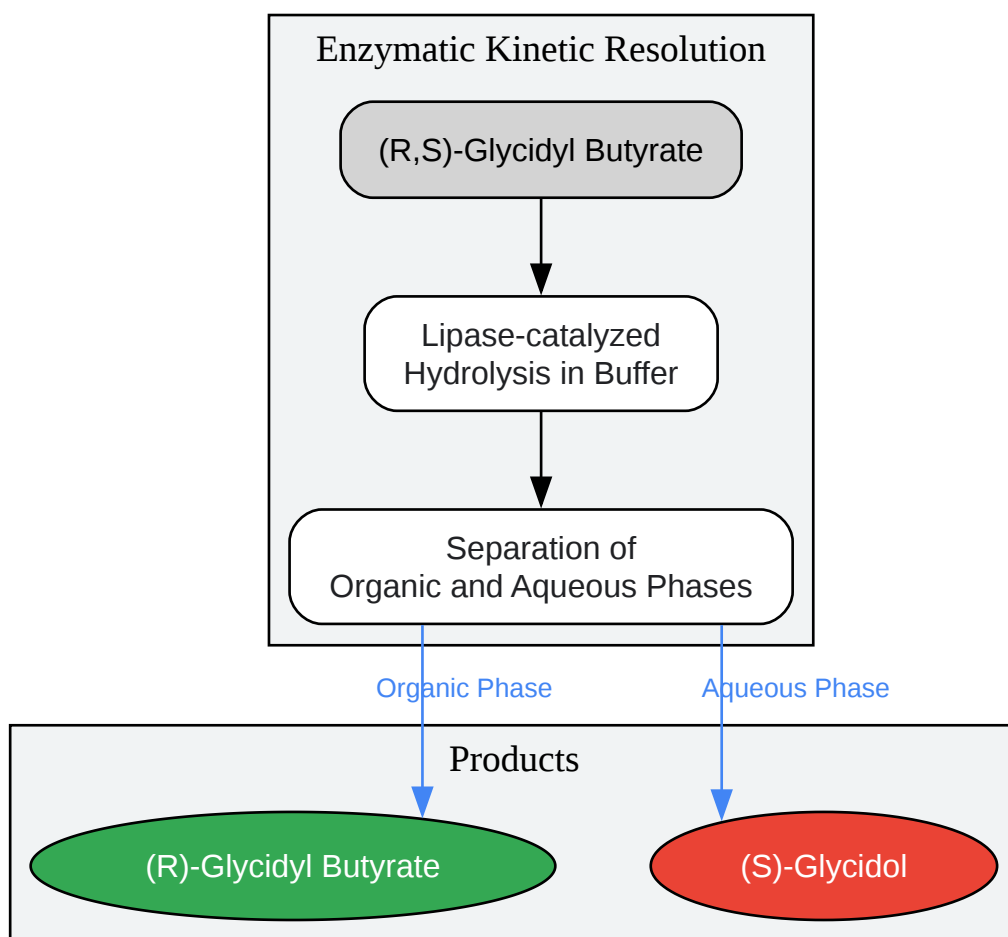 Enzymatic Kinetic Resolution
(R,S)-Glycidyl Butyrate
Lipase-catalyzed
Hydrolysis in Buffer
Separation of
Organic and Aqueous Phases
Organic Phase
Aqueous Phase
Products
(R)-Glycidyl Butyrate
(S)-Glycidol